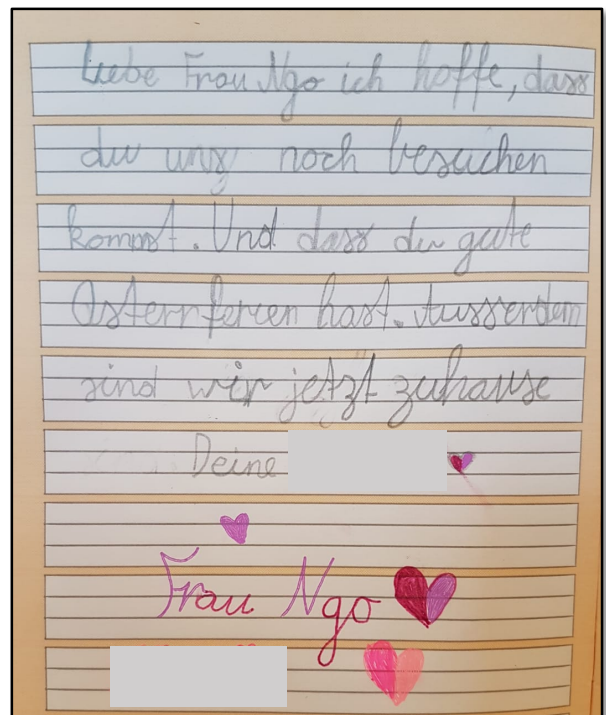 Liebe Frau Ngo ich hoffe, dass
du uns noch besuchen
kommst. Und dass du gute
Osternferien hast. Ausserdem
sind wir jetzt zuhause
Deine
Frau Ngo